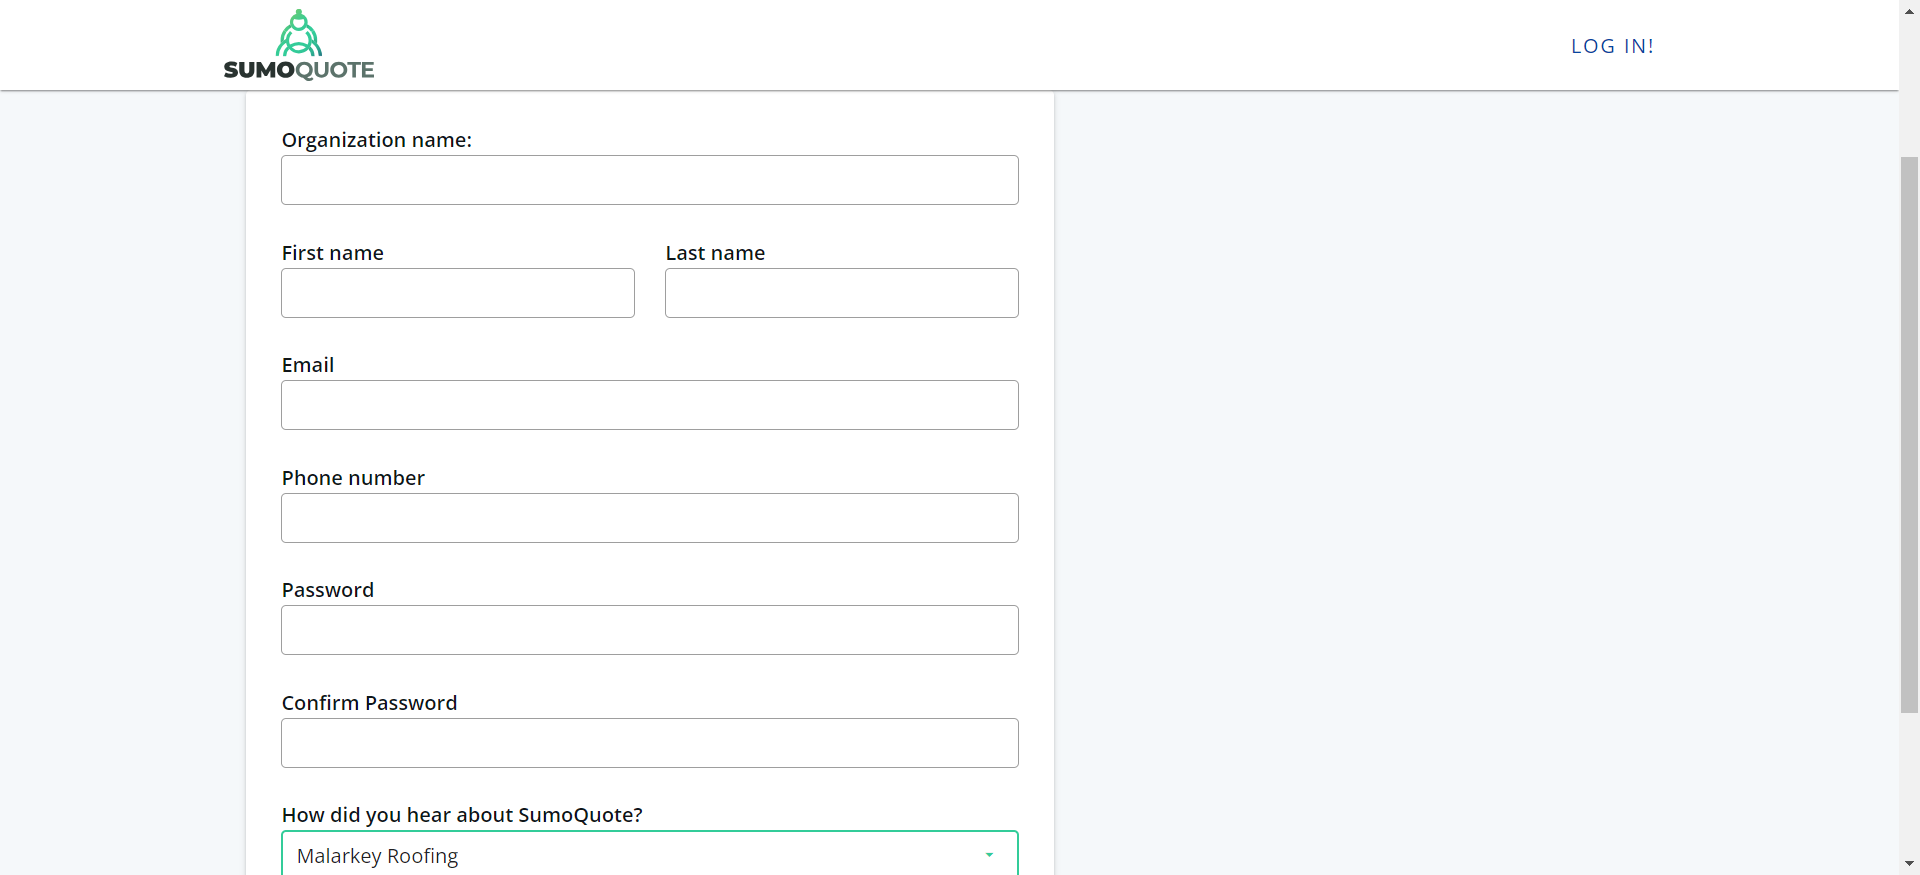 SUMOQUOTE
LOG IN!
Organization name:
First name
Last name
Email
Phone number
Password
Confirm Password
How did you hear about SumoQuote?
Malarkey Roofing